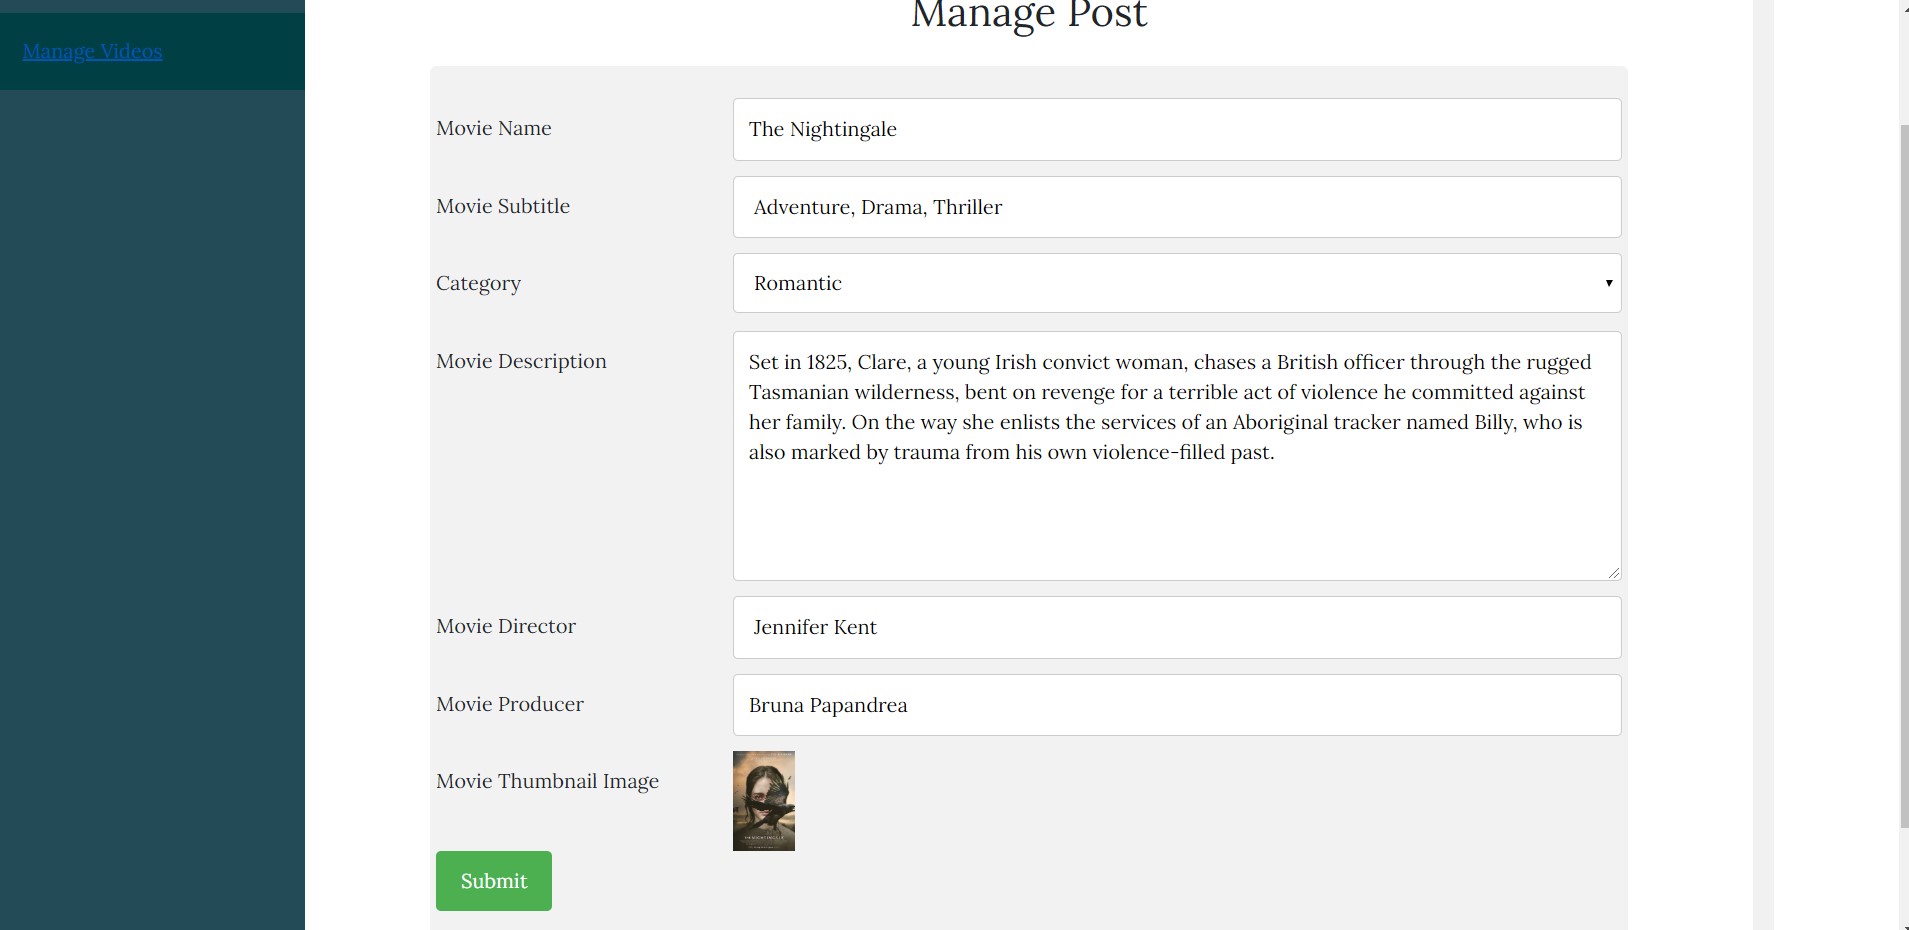 Manage Post
Manage Videos
Movie Name
The Nightingale
Movie Subtitle
Adventure, Drama, Thriller
Category
Romantic
Movie Description
Set in 1825, Clare, a young Irish convict woman, chases a British officer through the rugged
Tasmanian wilderness, bent on revenge for a terrible act of violence he committed against
her family. On the way she enlists the services of an Aboriginal tracker named Billy, who is
also marked by trauma from his own violence-filled past.
Movie Director
Jennifer Kent
Movie Producer
Bruna Papandrea
Movie Thumbnail Image
Submit